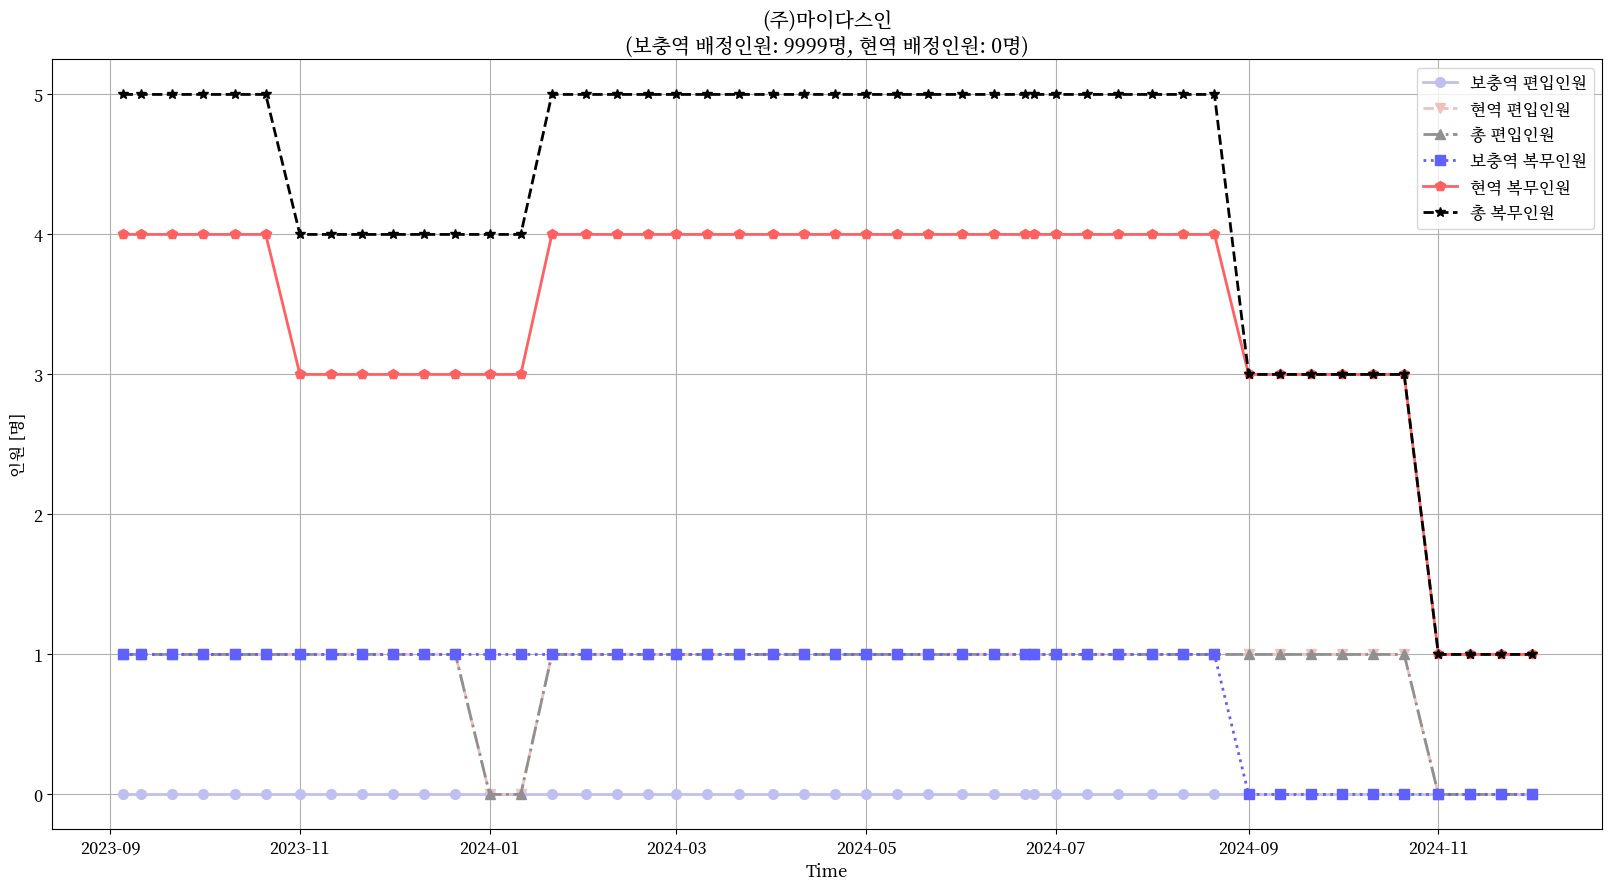 (주)마이다스인
(보충역 배정인원: 9999명, 현역 배정인원: 0명)
보충역 편입인원
현역 편입인원
총 편입인원
보충역 복무인원
현역 복무인원
총 복무인원
인원 [명]
5
4
3
2
1
0
2023-09 2023-11 2024-01 2024-03 2024-05 2024-07 2024-09 2024-11
Time